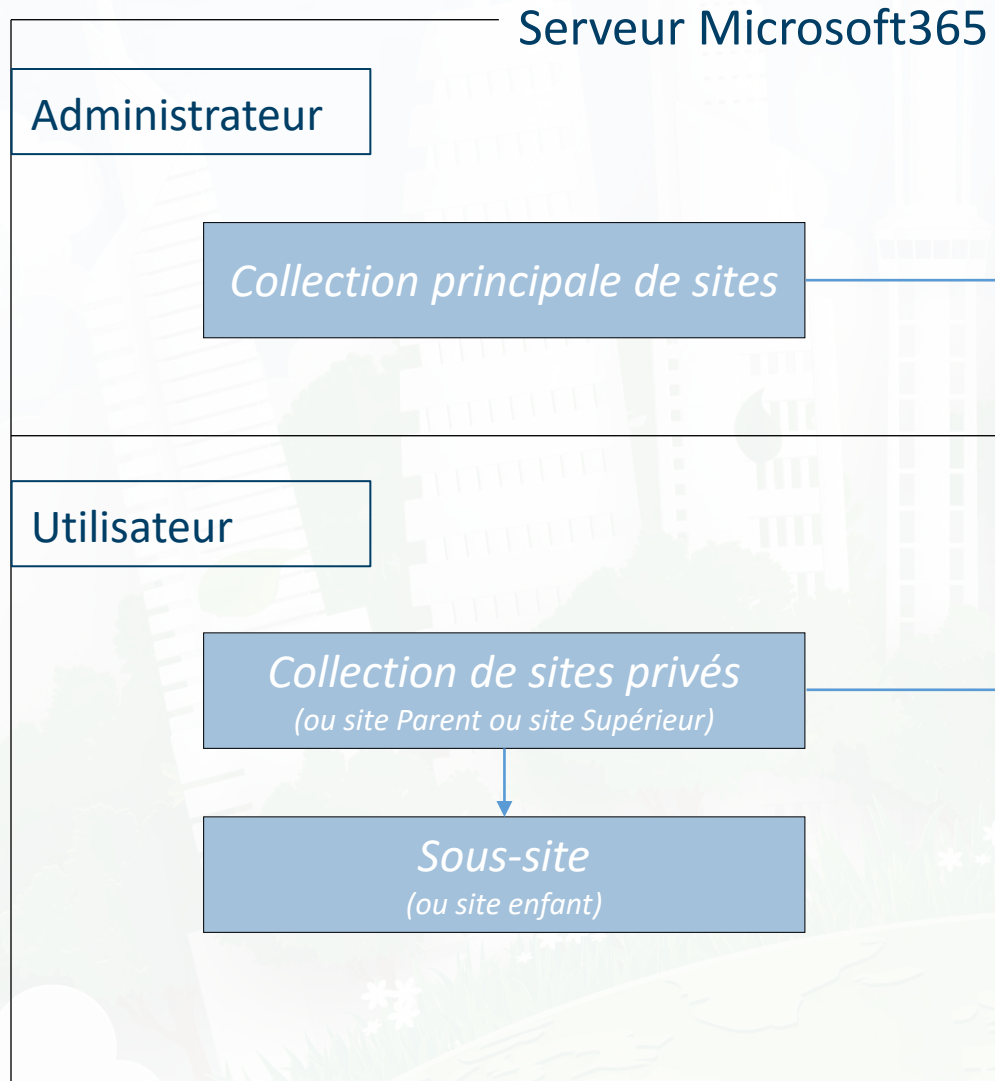 Serveur Microsoft365
Administrateur
Collection principale de sites
Utilisateur
Collection de sites privés
(ou site Parent ou site Supérieur)
Sous-site
(ou site enfant)